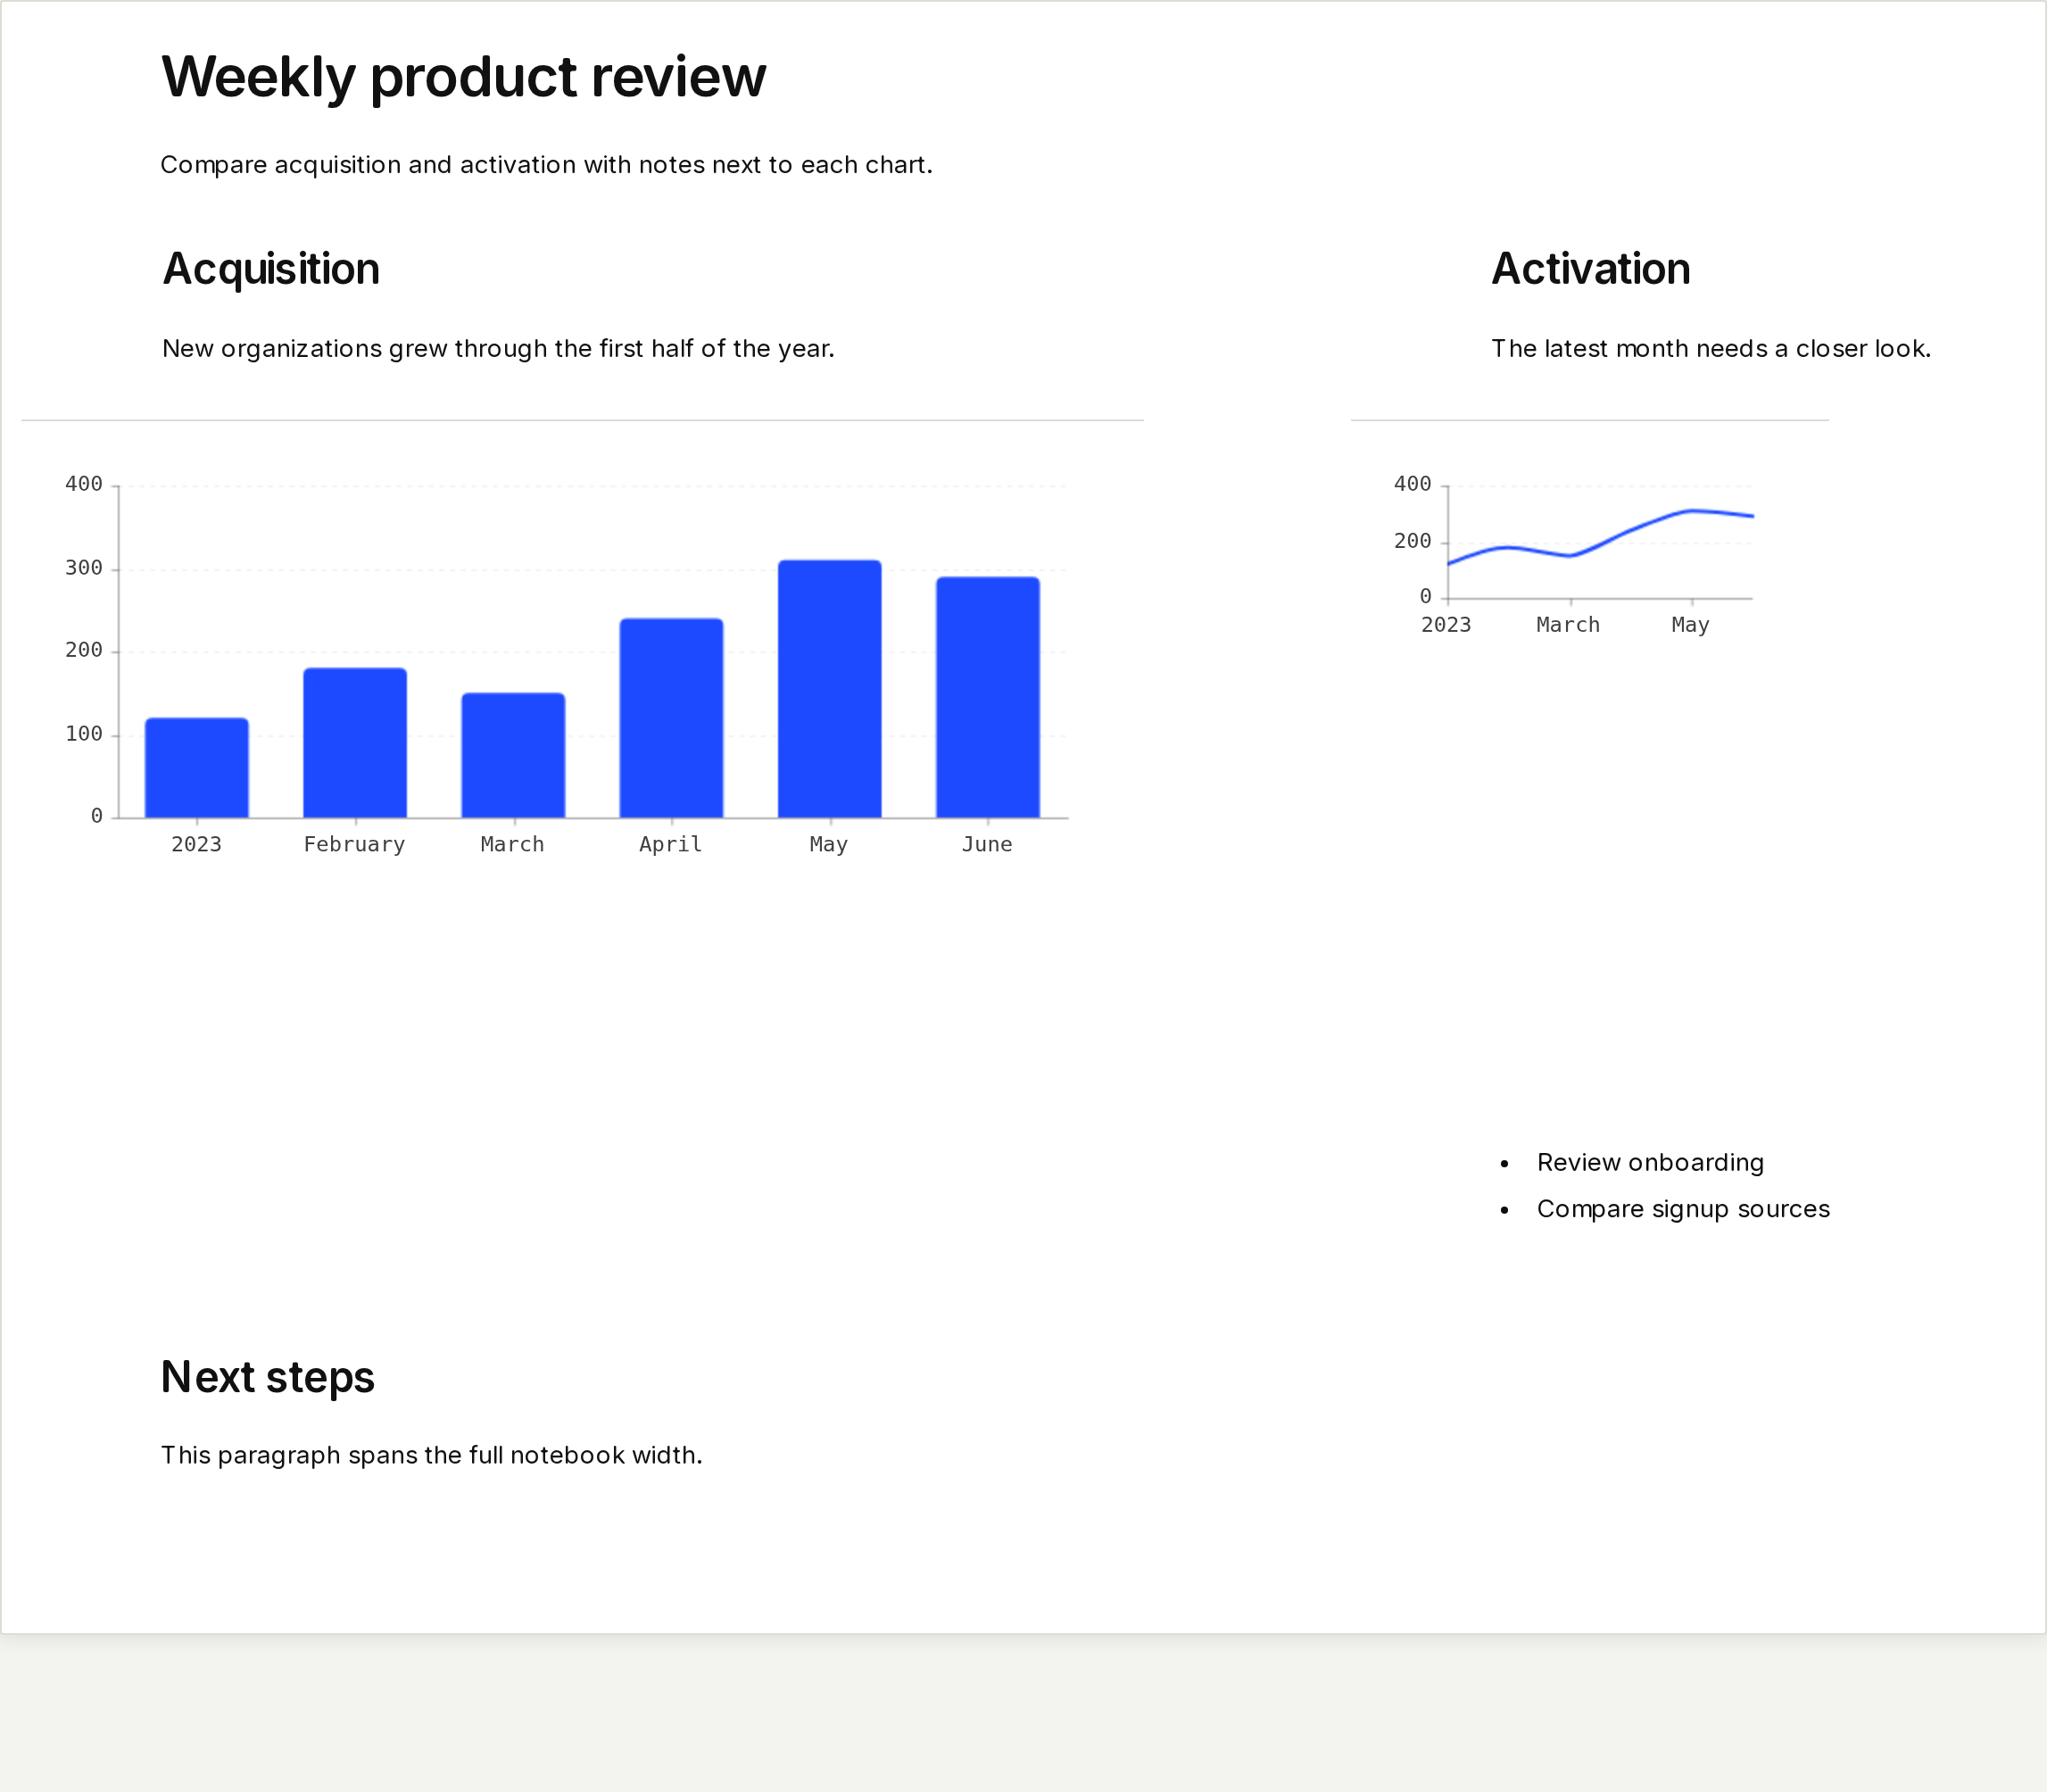 Weekly product review
Compare acquisition and activation with notes next to each chart.
Acquisition
New organizations grew through the first half of the year.
400
300
200
100
0
2023 February March April May June
Activation
The latest month needs a closer look.
400
200
0
2023 March May
• Review onboarding
• Compare signup sources
Next steps
This paragraph spans the full notebook width.